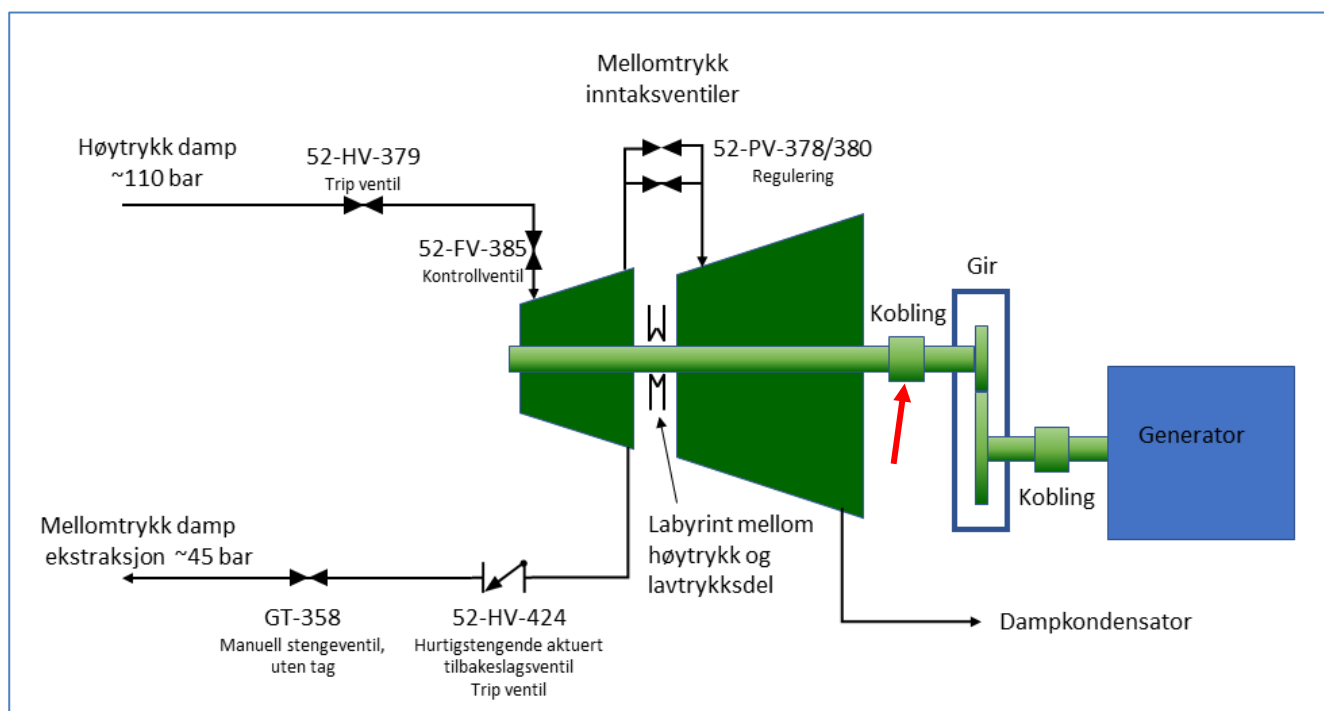 Mellomtrykk
inntaksventiler
Høytrykk damp
~110 bar
52-HV-379
Trip ventil
52-PV-378/380
Regulering
52-FV-385
Kontrollventil
Gir
Kobling
Generator
Kobling
Mellomtrykk damp
ekstraksjon ~45 bar
Labyrint mellom
høytrykk og
lavtrykksdel
GT-358
Manuell stengeventil,
uten tag
52-HV-424
Hurtigstengende aktuert
tilbakeslagsventil
Trip ventil
Dampkondensator